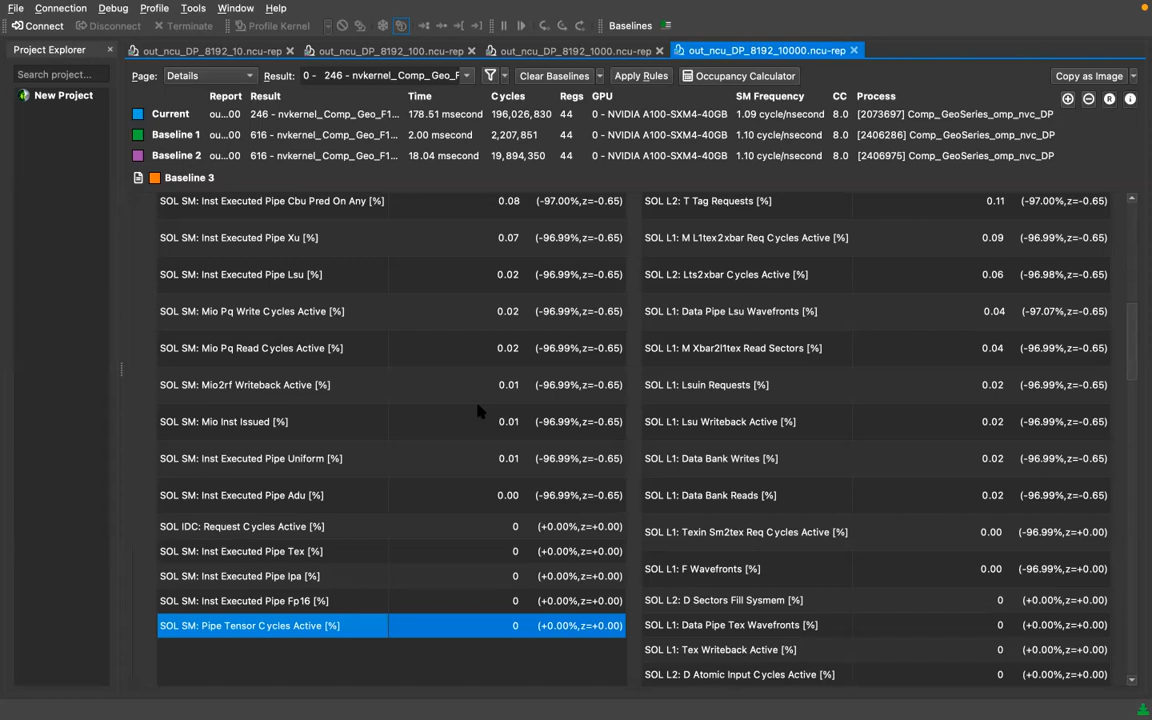 File Connection Debug Profile Tools Window Help
Connect Disconnect Terminate Profile Kernel Baselines
Project Explorer × out_ncu_DP_8192_10.ncu-rep × out_ncu_DP_8192_100.ncu-rep × out_ncu_DP_8192_1000.ncu-rep × out_ncu_DP_8192_10000.ncu-rep ×
Search project... Page: Details Result: 0 - 246 - nvkernel_Comp_Geo_F Clear Baselines Apply Rules Occupancy Calculator Copy as Image
New Project
Report Result Time Cycles Regs GPU SM Frequency CC Process
Current ou...00 246 - nvkernel_Comp_Geo_F1... 178.51 msecond 196,026,830 44 0 - NVIDIA A100-SXM4-40GB 1.09 cycle/nsecond 8.0 [2073697] Comp_GeoSeries_omp_nvc_DP
Baseline 1 ou...00 616 - nvkernel_Comp_Geo_F1... 2.00 msecond 2,207,851 44 0 - NVIDIA A100-SXM4-40GB 1.10 cycle/nsecond 8.0 [2406286] Comp_GeoSeries_omp_nvc_DP
Baseline 2 ou...00 616 - nvkernel_Comp_Geo_F1... 18.04 msecond 19,894,350 44 0 - NVIDIA A100-SXM4-40GB 1.10 cycle/nsecond 8.0 [2406975] Comp_GeoSeries_omp_nvc_DP
Baseline 3
SOL SM: Inst Executed Pipe Cbu Pred On Any [%] 0.08 (-97.00%,z=-0.65)
SOL SM: Inst Executed Pipe Xu [%] 0.07 (-96.99%,z=-0.65)
SOL SM: Inst Executed Pipe Lsu [%] 0.02 (-96.99%,z=-0.65)
SOL SM: Mio Pq Write Cycles Active [%] 0.02 (-96.99%,z=-0.65)
SOL SM: Mio Pq Read Cycles Active [%] 0.02 (-96.99%,z=-0.65)
SOL SM: Mio2rf Writeback Active [%] 0.01 (-96.99%,z=-0.65)
SOL SM: Mio Inst Issued [%] 0.01 (-96.99%,z=-0.65)
SOL SM: Inst Executed Pipe Uniform [%] 0.01 (-96.99%,z=-0.65)
SOL SM: Inst Executed Pipe Adu [%] 0.00 (-96.99%,z=-0.65)
SOL IDC: Request Cycles Active [%] 0 (+0.00%,z=+0.00)
SOL SM: Inst Executed Pipe Tex [%] 0 (+0.00%,z=+0.00)
SOL SM: Inst Executed Pipe Ipa [%] 0 (+0.00%,z=+0.00)
SOL SM: Inst Executed Pipe Fp16 [%] 0 (+0.00%,z=+0.00)
SOL SM: Pipe Tensor Cycles Active [%] 0 (+0.00%,z=+0.00)
SOL L2: T Tag Requests [%] 0.11 (-97.00%,z=-0.65)
SOL L1: M L1tex2xbar Req Cycles Active [%] 0.09 (-96.99%,z=-0.65)
SOL L2: Lts2xbar Cycles Active [%] 0.06 (-96.98%,z=-0.65)
SOL L1: Data Pipe Lsu Wavefronts [%] 0.04 (-97.07%,z=-0.65)
SOL L1: M Xbar2l1tex Read Sectors [%] 0.04 (-96.99%,z=-0.65)
SOL L1: Lsuin Requests [%] 0.02 (-96.99%,z=-0.65)
SOL L1: Lsu Writeback Active [%] 0.02 (-96.99%,z=-0.65)
SOL L1: Data Bank Writes [%] 0.02 (-96.99%,z=-0.65)
SOL L1: Data Bank Reads [%] 0.02 (-96.99%,z=-0.65)
SOL L1: Texin Sm2tex Req Cycles Active [%] 0.00 (-96.99%,z=-0.65)
SOL L1: F Wavefronts [%] 0.00 (-96.99%,z=-0.65)
SOL L2: D Sectors Fill Sysmem [%] 0 (+0.00%,z=+0.00)
SOL L1: Data Pipe Tex Wavefronts [%] 0 (+0.00%,z=+0.00)
SOL L1: Tex Writeback Active [%] 0 (+0.00%,z=+0.00)
SOL L2: D Atomic Input Cycles Active [%] 0 (+0.00%,z=+0.00)